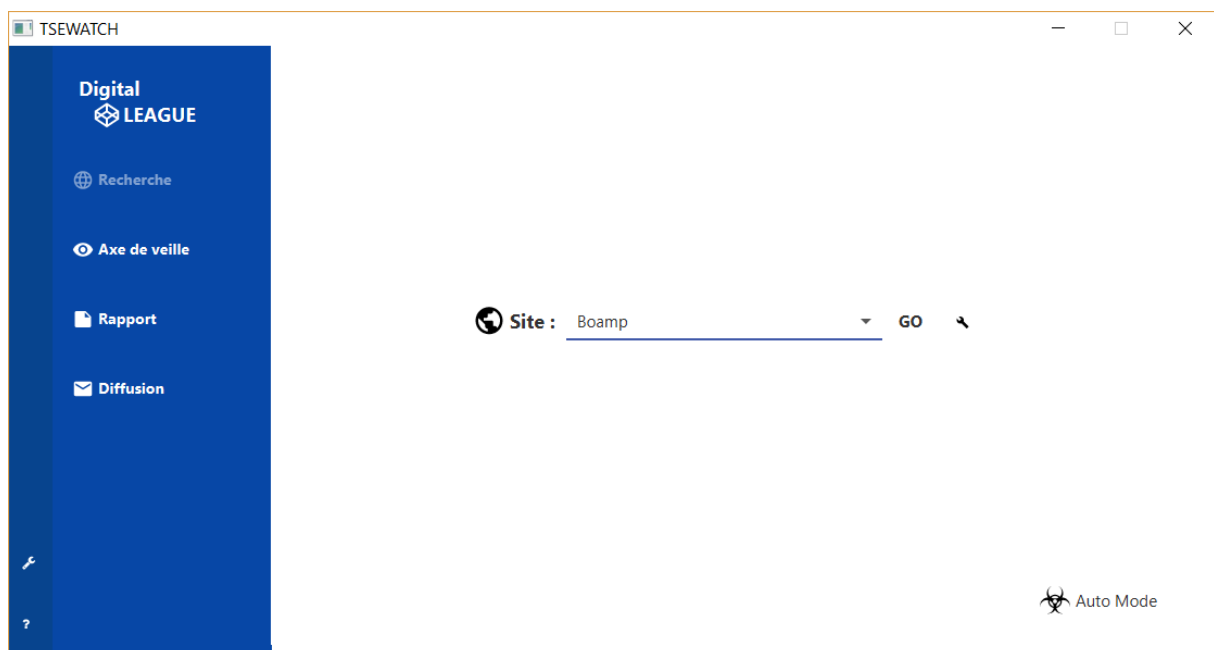 TSEWATCH
Digital
LEAGUE
Recherche
Axe de veille
Rapport
Diffusion
Site : Boamp GO
Auto Mode
?